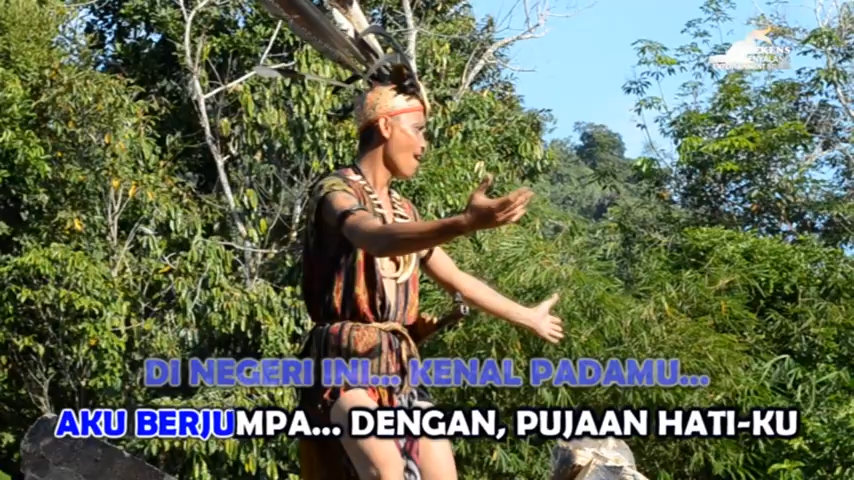 DI NEGERI INI... KENAL PADAMU...
AKU BERJUMPA... DENGAN, PUJAAN HATI-KU